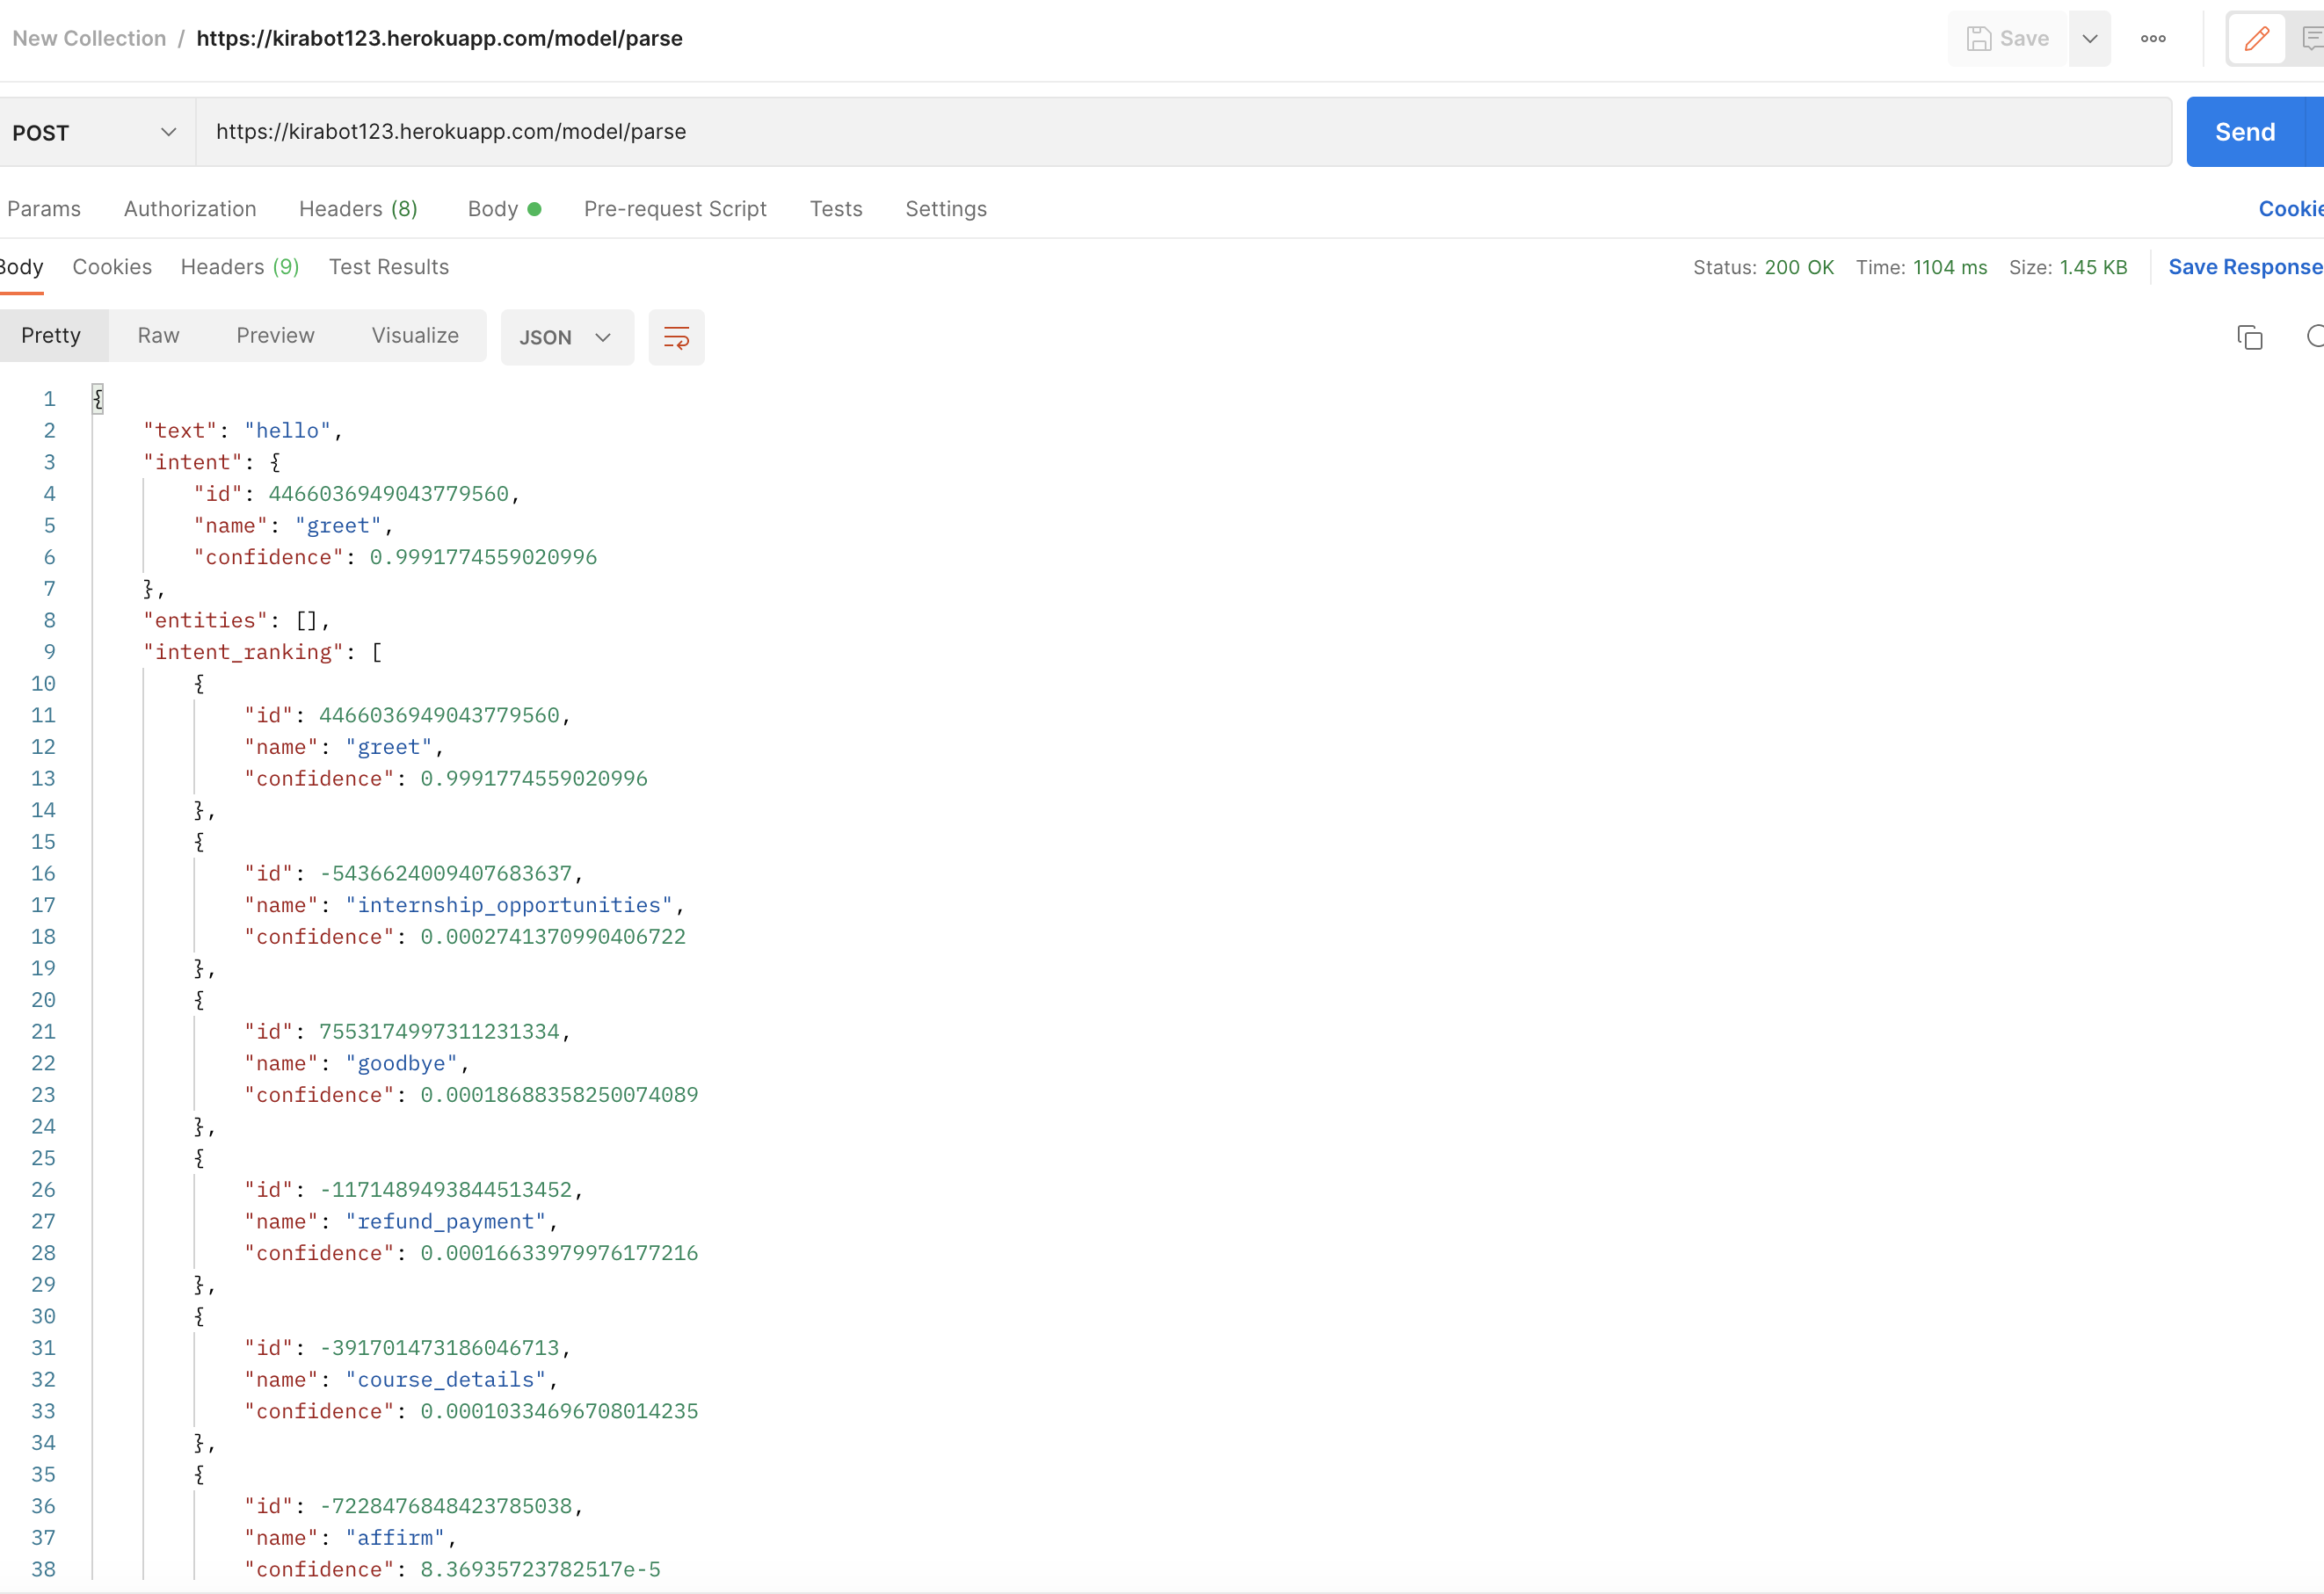 New Collection / https://kirabot123.herokuapp.com/model/parse Save
POST https://kirabot123.herokuapp.com/model/parse Send
Params Authorization Headers (8) Body Pre-request Script Tests Settings Cookie
Body Cookies Headers (9) Test Results Status: 200 OK Time: 1104 ms Size: 1.45 KB Save Response
Pretty Raw Preview Visualize JSON
1 {
2 "text": "hello",
3 "intent": {
4 "id": 4466036949043779560,
5 "name": "greet",
6 "confidence": 0.9991774559020996
7 },
8 "entities": [],
9 "intent_ranking": [
10 {
11 "id": 4466036949043779560,
12 "name": "greet",
13 "confidence": 0.9991774559020996
14 },
15 {
16 "id": -5436624009407683637,
17 "name": "internship_opportunities",
18 "confidence": 0.0002741370990406722
19 },
20 {
21 "id": 7553174997311231334,
22 "name": "goodbye",
23 "confidence": 0.00018688358250074089
24 },
25 {
26 "id": -1171489493844513452,
27 "name": "refund_payment",
28 "confidence": 0.00016633979976177216
29 },
30 {
31 "id": -391701473186046713,
32 "name": "course_details",
33 "confidence": 0.00010334696708014235
34 },
35 {
36 "id": -7228476848423785038,
37 "name": "affirm",
38 "confidence": 8.36935723782517e-5